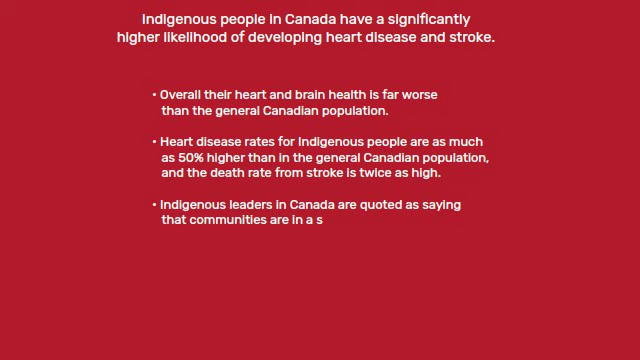 Indigenous people in Canada have a significantly
higher likelihood of developing heart disease and stroke.
• Overall their heart and brain health is far worse
than the general Canadian population.
• Heart disease rates for Indigenous people are as much
as 50% higher than in the general Canadian population,
and the death rate from stroke is twice as high.
• Indigenous leaders in Canada are quoted as saying
that communities are in a s